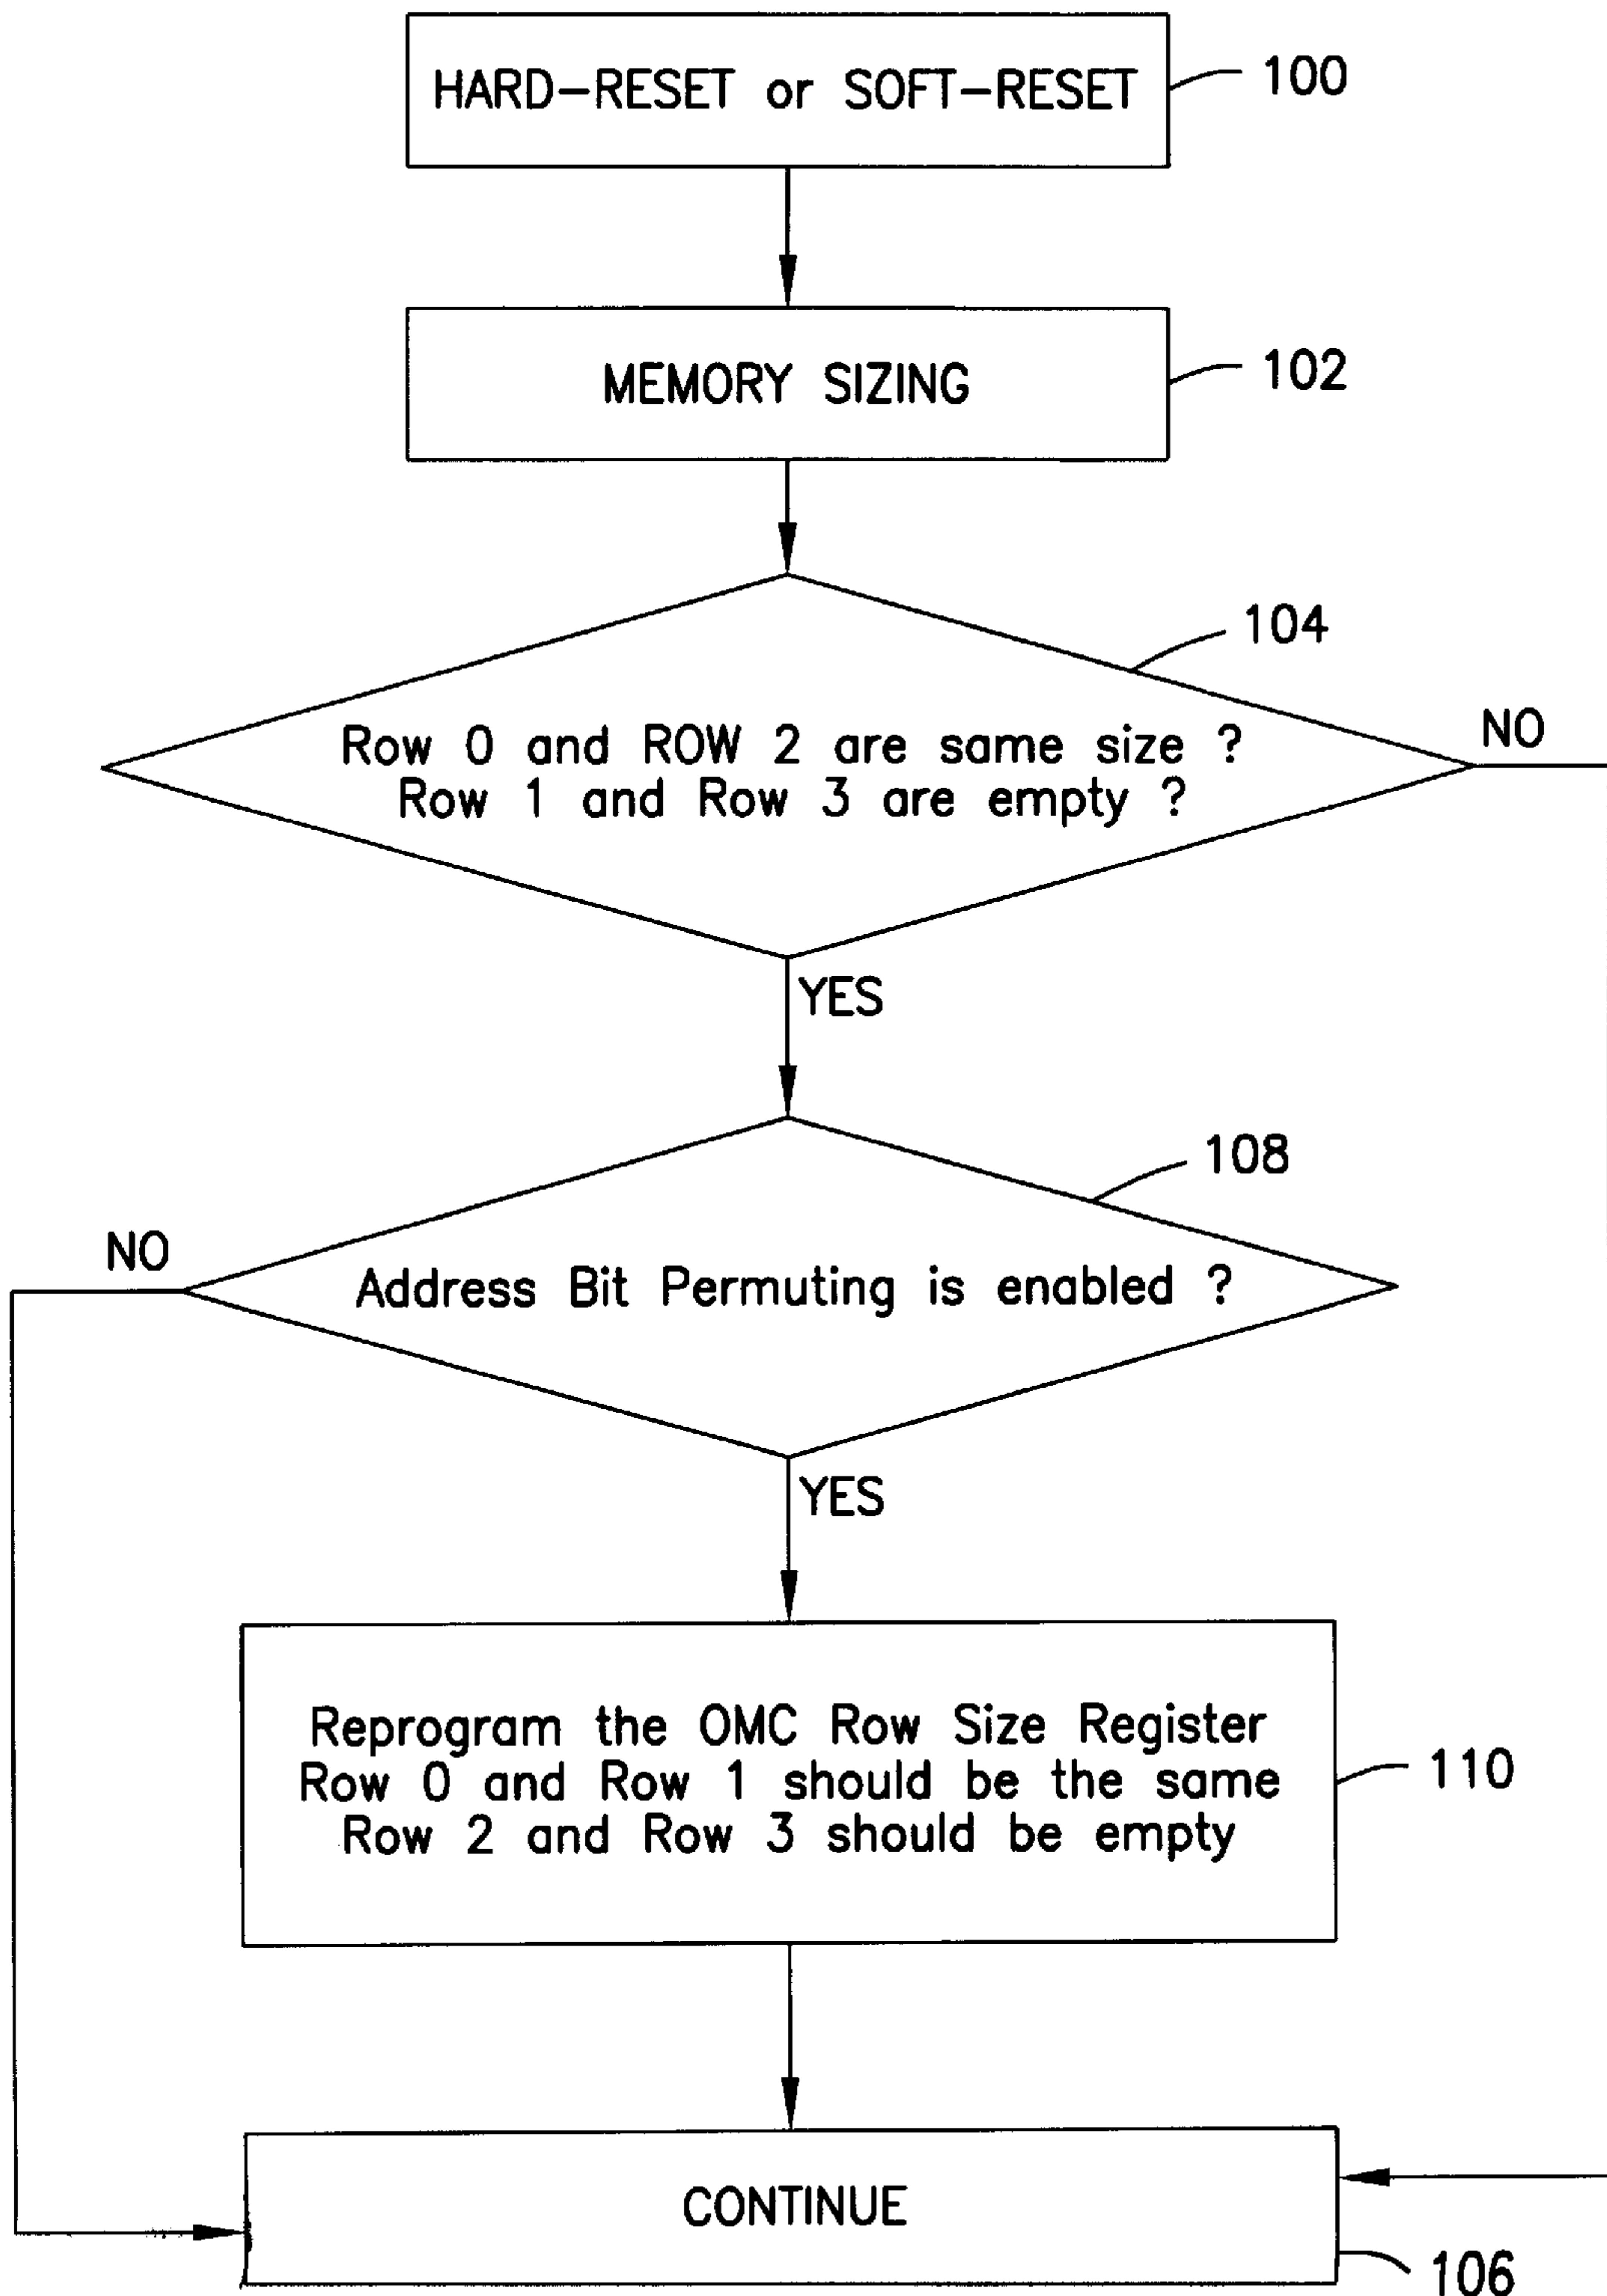 HARD-RESET or SOFT-RESET
100
MEMORY SIZING
102
104
Row 0 and ROW 2 are same size ?
Row 1 and Row 3 are empty ?
NO
YES
108
NO
Address Bit Permuting is enabled ?
YES
Reprogram the OMC Row Size Register
Row 0 and Row 1 should be the same
Row 2 and Row 3 should be empty
110
CONTINUE
106